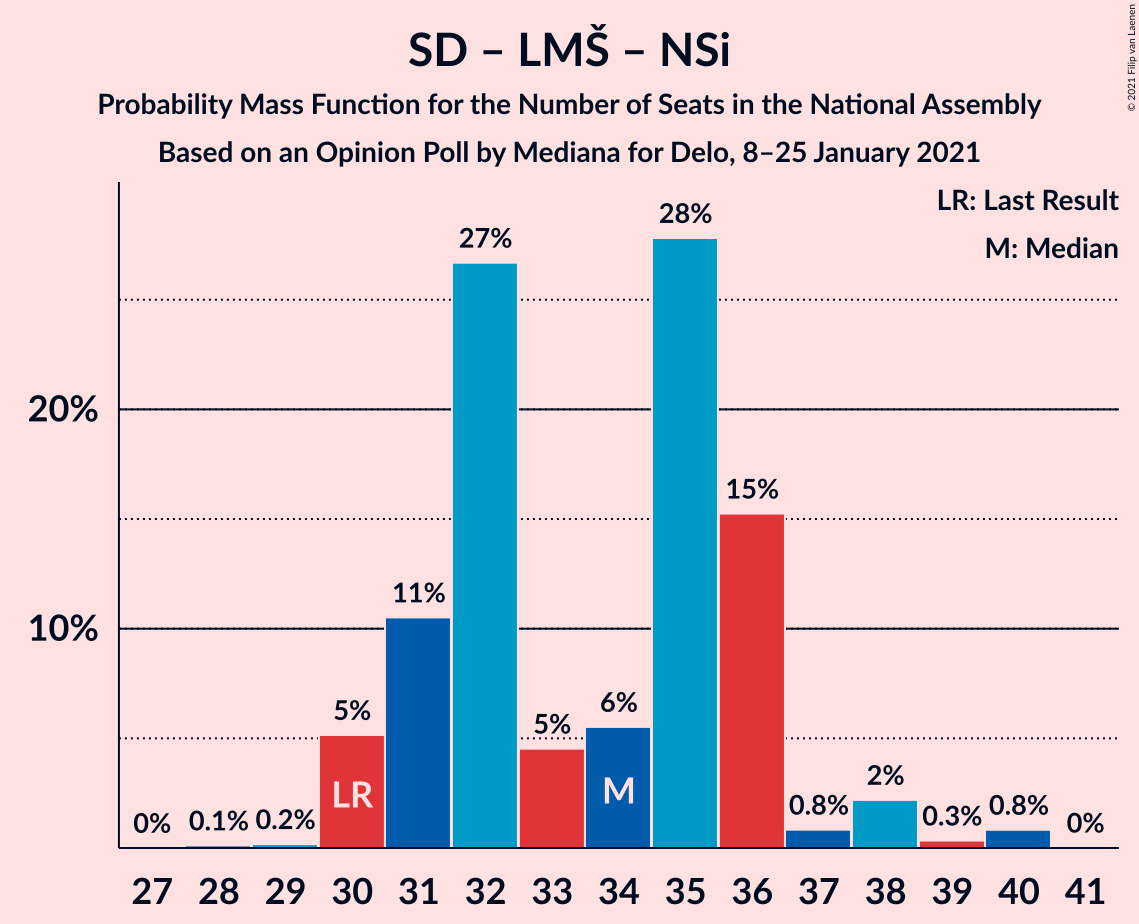 SD – LMŠ – NSi
Probability Mass Function for the Number of Seats in the National Assembly
Based on an Opinion Poll by Mediana for Delo, 8–25 January 2021
© 2021 Filip van Laenen
LR: Last Result
M: Median
20%
10%
0%
0.1%
0.2%
5%
11%
27%
5%
6%
28%
15%
0.8%
2%
0.3%
0.8%
0%
LR
M
27 28 29 30 31 32 33 34 35 36 37 38 39 40 41